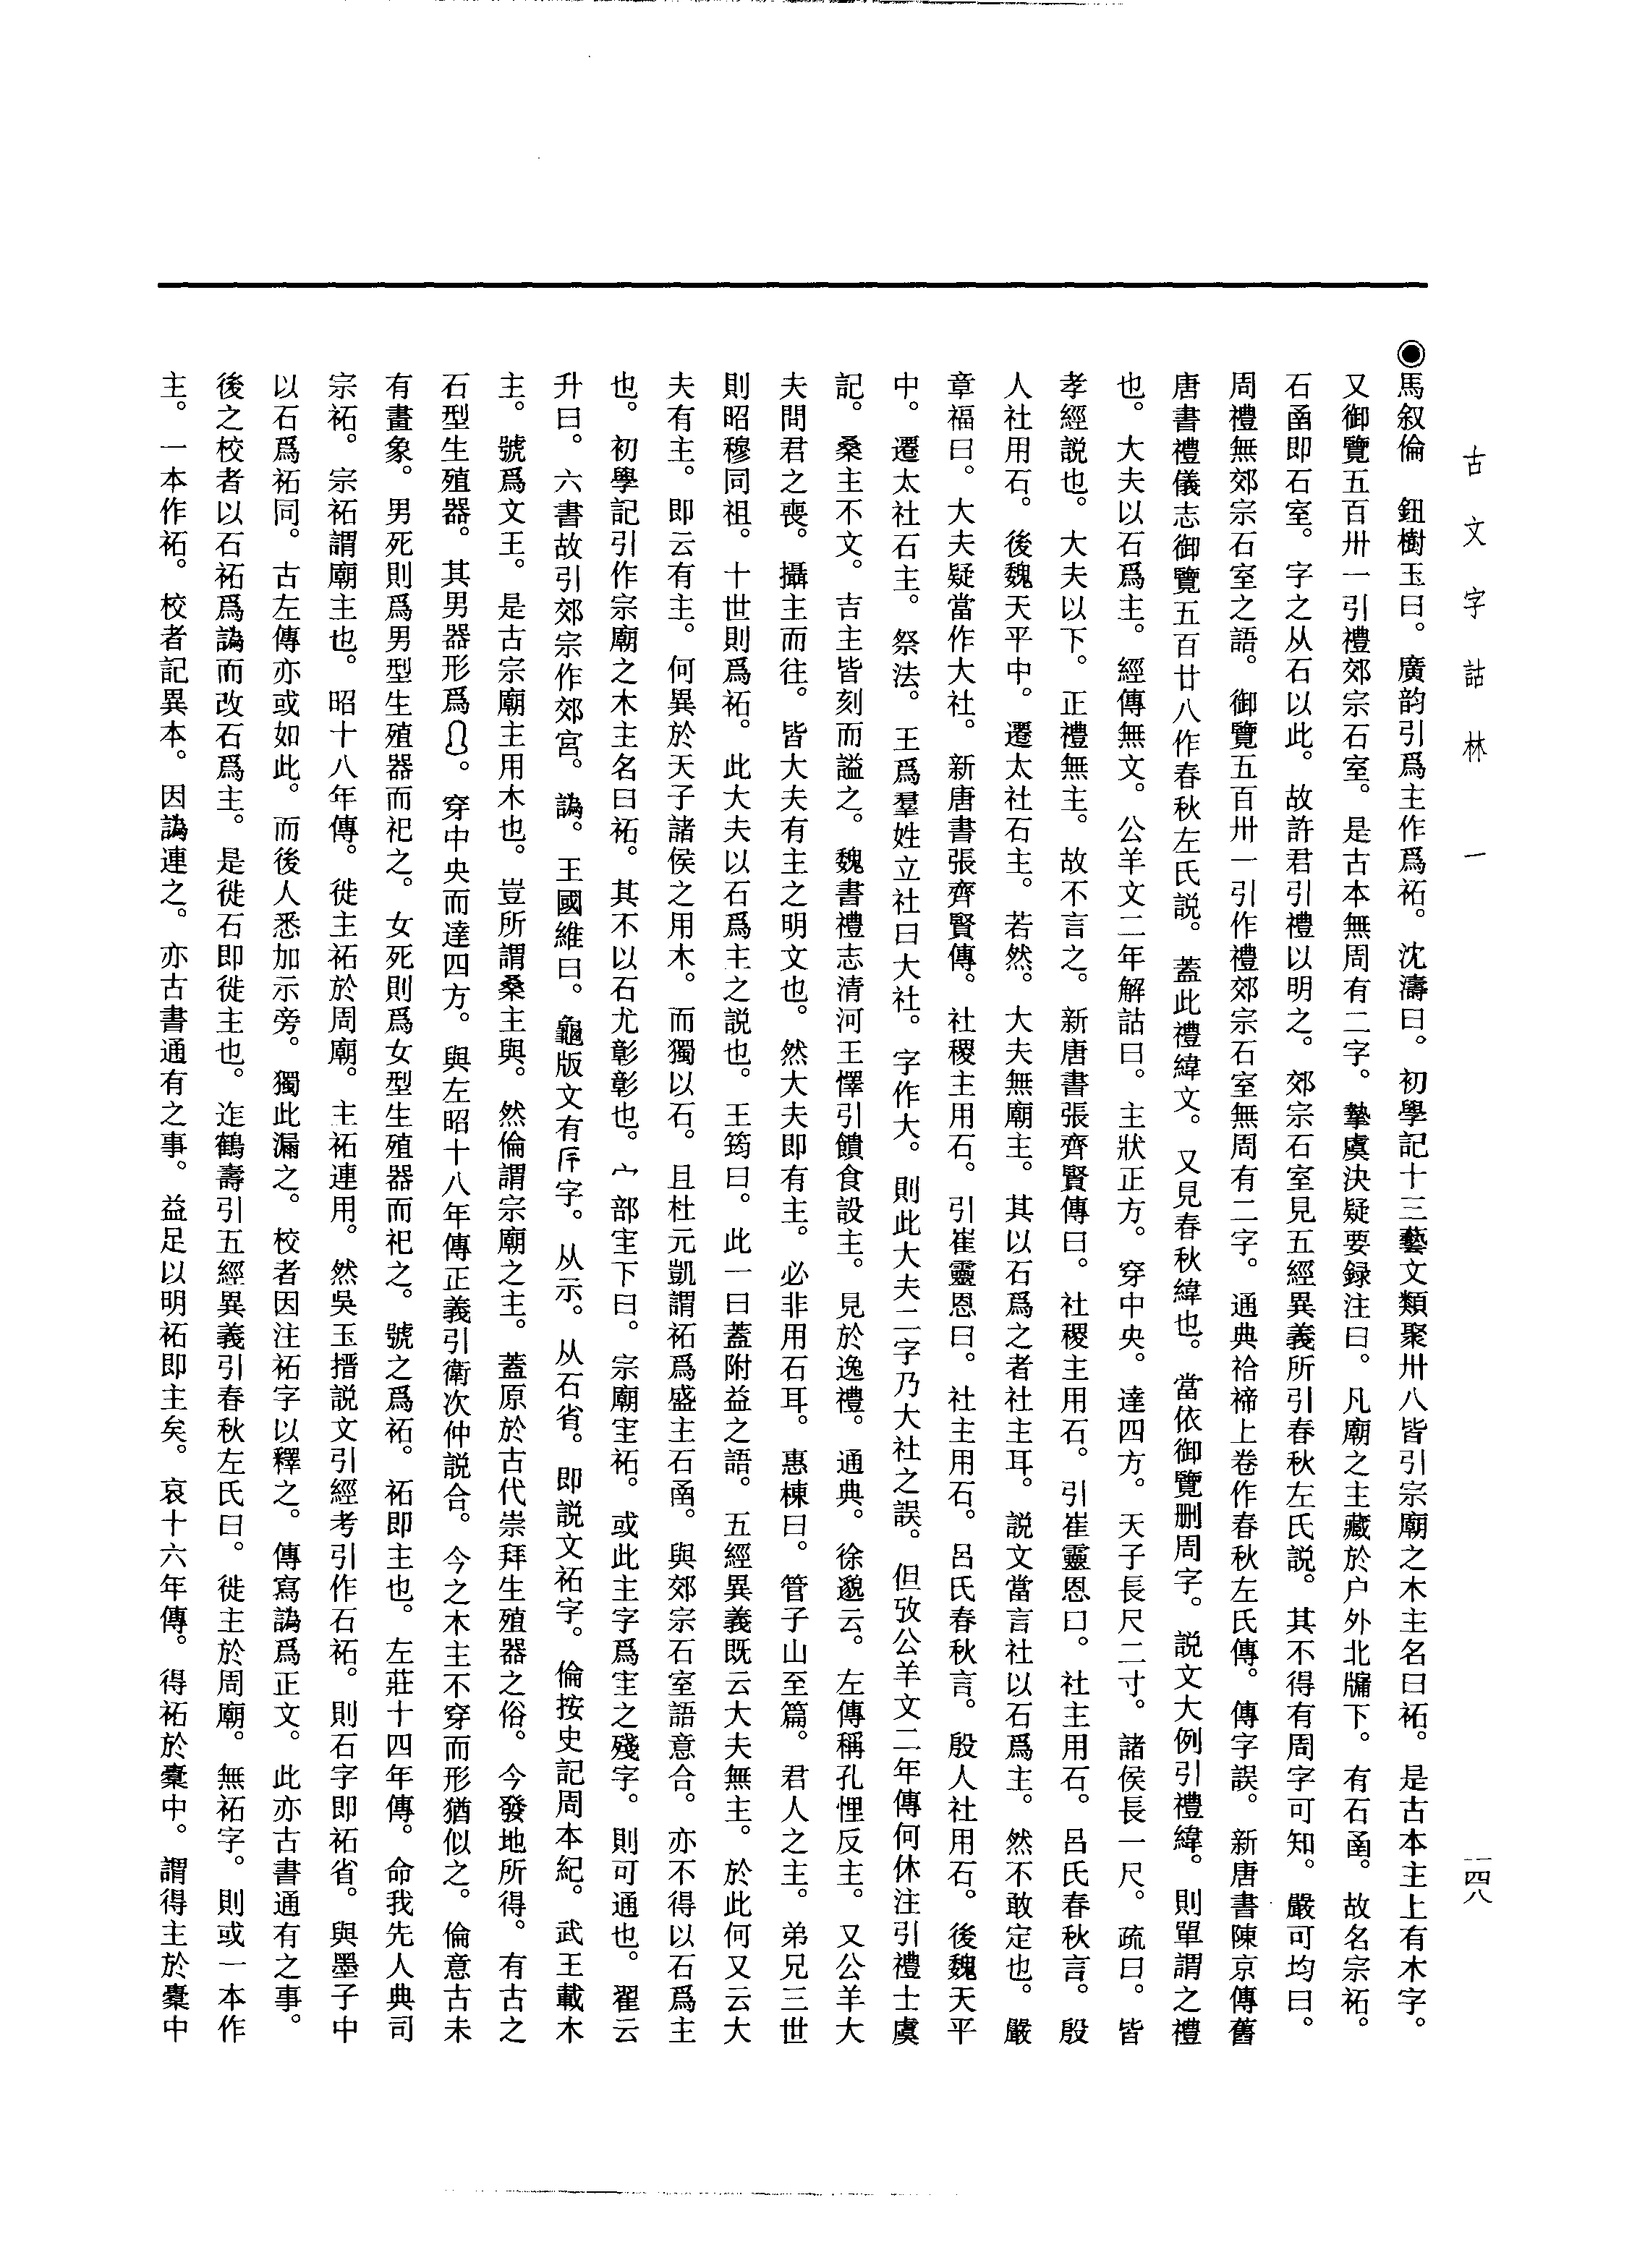 古文字詁林 一
一四八
◉馬叙倫　鈕樹玉曰。廣韵引爲主作爲祏。沈濤曰。初學記十三藝文類聚卅八皆引宗廟之木主名曰祏。是古本主上有木字。
又御覽五百卅一引禮郊宗石室。是古本無周有二字。摯虞決疑要録注曰。凡廟之主藏於户外北牖下。有石函。故名宗祏。
石函即石室。字之从石以此。故許君引禮以明之。郊宗石室見五經異義所引春秋左氏説。其不得有周字可知。嚴可均曰。
周禮無郊宗石室之語。御覽五百卅一引作禮郊宗石室無周有二字。通典祫禘上卷作春秋左氏傳。傳字誤。新唐書陳京傳舊
唐書禮儀志御覽五百廿八作春秋左氏説。蓋此禮緯文。又見春秋緯也。當依御覽删周字。説文大例引禮緯。則單謂之禮
也。大夫以石爲主。經傳無文。公羊文二年解詁曰。主狀正方。穿中央。達四方。天子長尺二寸。諸侯長一尺。疏曰。皆
孝經説也。大夫以下。正禮無主。故不言之。新唐書張齊賢傳曰。社稷主用石。引崔靈恩曰。社主用石。呂氏春秋言。殷
人社用石。後魏天平中。遷太社石主。若然。大夫無廟主。其以石爲之者社主耳。説文當言社以石爲主。然不敢定也。嚴
章福曰。大夫疑當作大社。新唐書張齊賢傳。社稷主用石。引崔靈恩曰。社主用石。呂氏春秋言。殷人社用石。後魏天平
中。遷太社石主。祭法。王爲羣姓立社曰大社。字作大。則此大夫二字乃大社之誤。但攷公羊文二年傳何休注引禮士虞
記。桑主不文。吉主皆刻而謚之。魏書禮志清河王懌引饋食設主。見於逸禮。通典。徐邈云。左傳稱孔悝反主。又公羊大
夫問君之喪。攝主而往。皆大夫有主之明文也。然大夫即有主。必非用石耳。惠棟曰。管子山至篇。君人之主。弟兄三世
則昭穆同祖。十世則爲祏。此大夫以石爲主之説也。王筠曰。此一曰蓋附益之語。五經異義既云大夫無主。於此何又云大
夫有主。即云有主。何異於天子諸侯之用木。而獨以石。且杜元凱謂祏爲盛主石函。與郊宗石室語意合。亦不得以石爲主
也。初學記引作宗廟之木主名曰祏。其不以石尤彰彰也。宀部宔下曰。宗廟宔祏。或此主字爲宔之殘字。則可通也。翟云
升曰。六書故引郊宗作郊宮。譌。王國維曰。龜版文有字。从示。从石省。即説文祏字。倫按史記周本紀。武王載木
主。號爲文王。是古宗廟主用木也。豈所謂桑主與。然倫謂宗廟之主。蓋原於古代崇拜生殖器之俗。今發地所得。有古之
石型生殖器。其男器形爲。穿中央而達四方。與左昭十八年傳正義引衛次仲説合。今之木主不穿而形猶似之。倫意古未
有畫象。男死則爲男型生殖器而祀之。女死則爲女型生殖器而祀之。號之爲祏。祏即主也。左莊十四年傳。命我先人典司
宗祏。宗祏謂廟主也。昭十八年傳。徙主祏於周廟。主祏連用。然吳玉搢説文引經考引作石祏。則石字即祏省。與墨子中
以石爲祏同。古左傳亦或如此。而後人悉加示旁。獨此漏之。校者因注祏字以釋之。傳寫譌爲正文。此亦古書通有之事。
後之校者以石祏爲譌而改石爲主。是徙石即徙主也。迮鶴壽引五經異義引春秋左氏曰。徙主於周廟。無祏字。則或一本作
主。一本作祏。校者記異本。因譌連之。亦古書通有之事。益足以明祏即主矣。哀十六年傳。得祏於橐中。謂得主於橐中